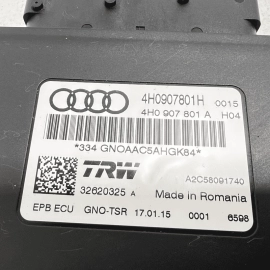 4H0907801H 0015
4H0 907 801 A H04
*334 GNOAAC5AHGK84*
TRW
A2C58091740
32620325 A Made in Romania
EPB ECU GNO-TSR 17.01.15 0001 6598